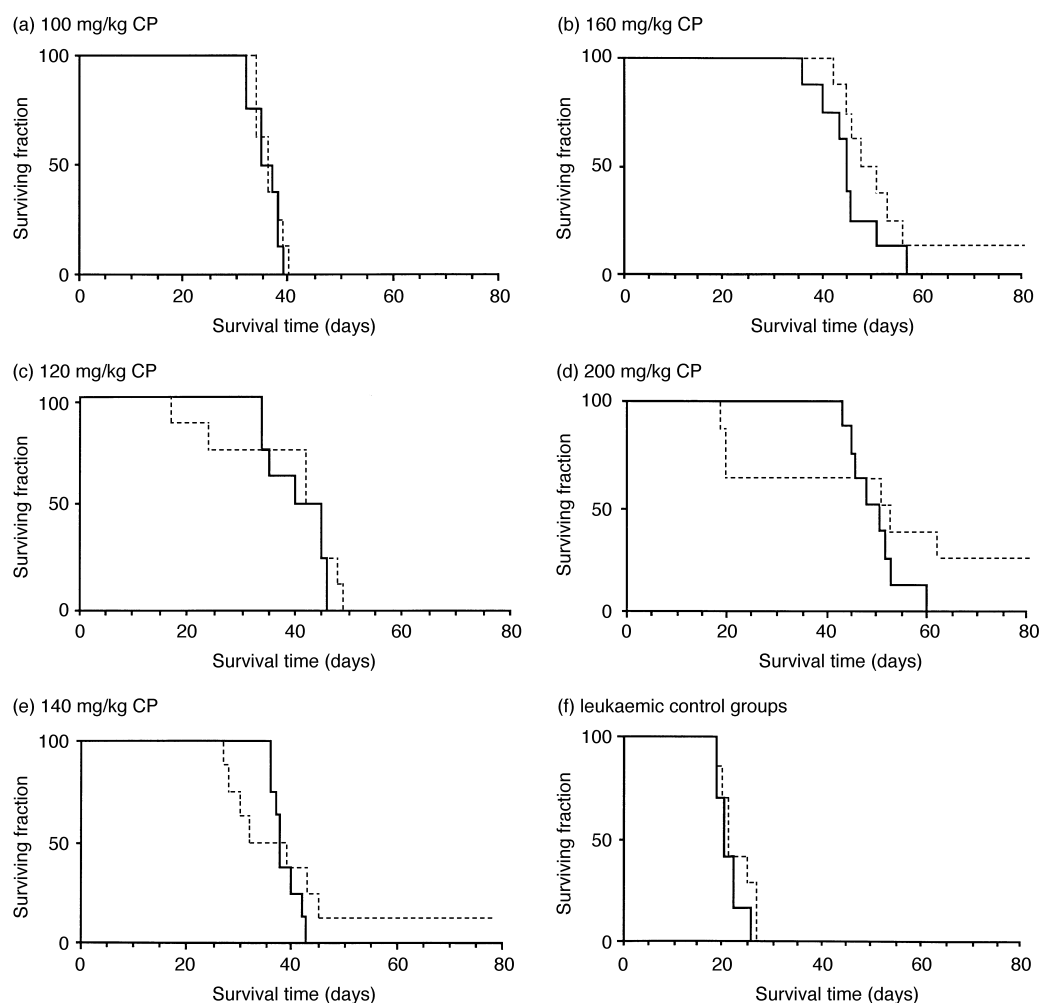 (a) 100 mg/kg CP
100
50
0
Surviving fraction
0 20 40 60 80
Survival time (days)
(b) 160 mg/kg CP
100
50
0
Surviving fraction
0 20 40 60 80
Survival time (days)
(c) 120 mg/kg CP
100
50
0
Surviving fraction
0 20 40 60 80
Survival time (days)
(d) 200 mg/kg CP
100
50
0
Surviving fraction
0 20 40 60 80
Survival time (days)
(e) 140 mg/kg CP
100
50
0
Surviving fraction
0 20 40 60 80
Survival time (days)
(f) leukaemic control groups
100
50
0
Surviving fraction
0 20 40 60 80
Survival time (days)